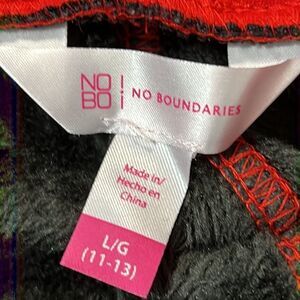 NO!
BO¡ NO BOUNDARIES
Made in/
Hecho en
China
L/G
(11-13)